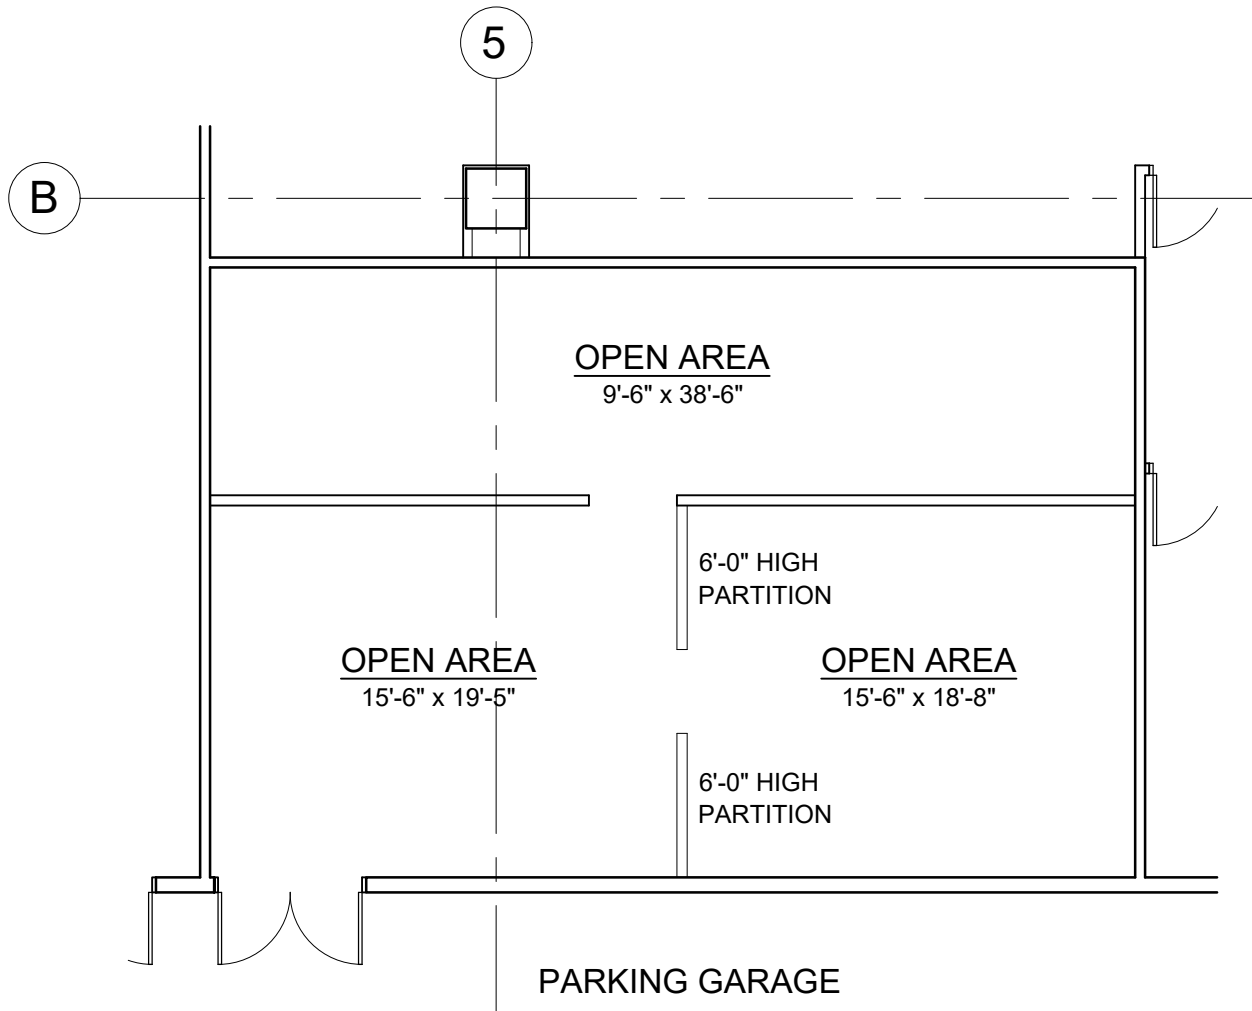 5
B
OPEN AREA
9'-6" x 38'-6"
6'-0" HIGH
PARTITION
OPEN AREA
15'-6" x 19'-5"
OPEN AREA
15'-6" x 18'-8"
6'-0" HIGH
PARTITION
PARKING GARAGE